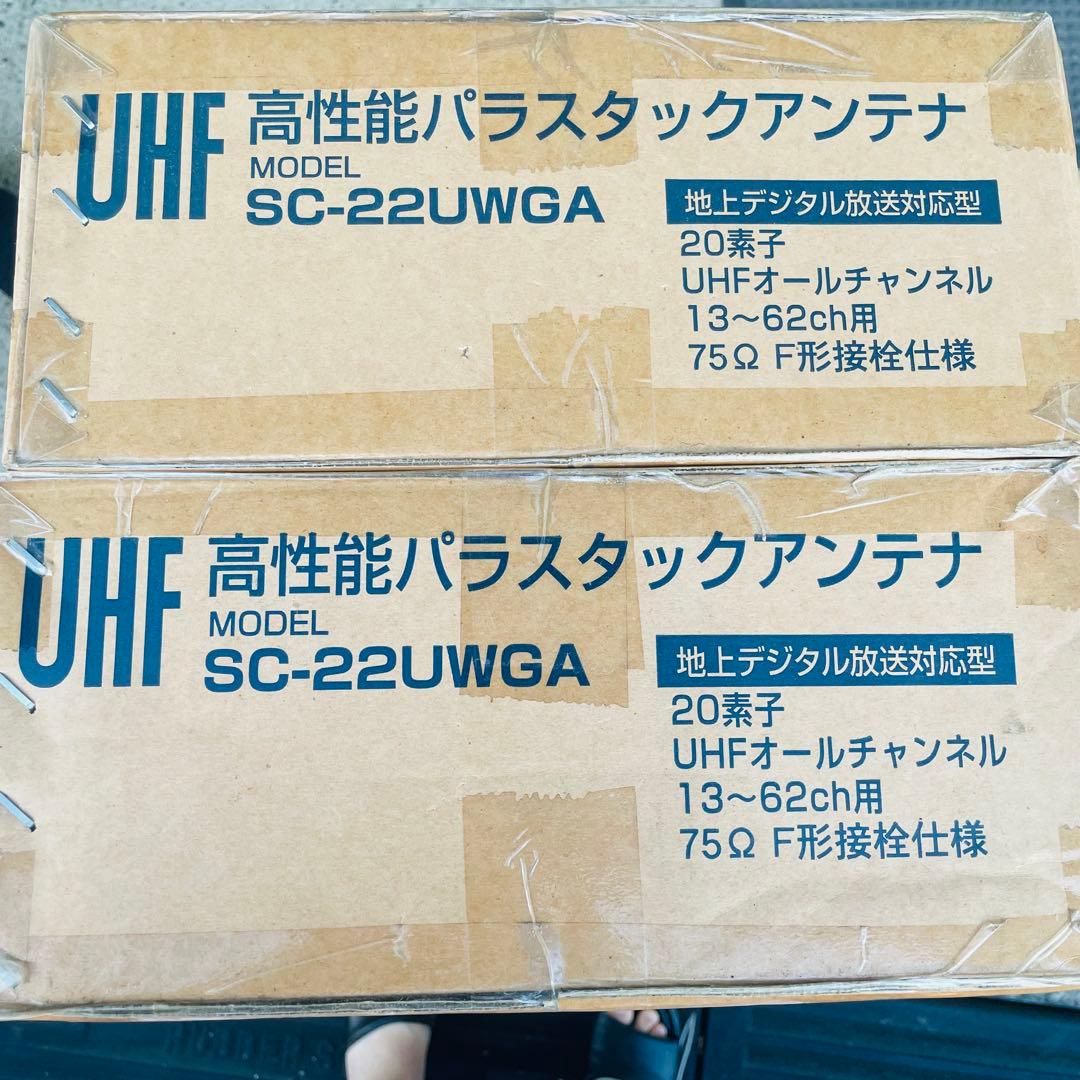 UHF
高性能パラスタックアンテナ
MODEL
SC-22UWGA
地上デジタル放送対応型
20素子
UHFオールチャンネル
13～62ch用
75Ω F形接栓仕様
UHF
高性能パラスタックアンテナ
MODEL
SC-22UWGA
地上デジタル放送対応型
20素子
UHFオールチャンネル
13～62ch用
75Ω F形接栓仕様